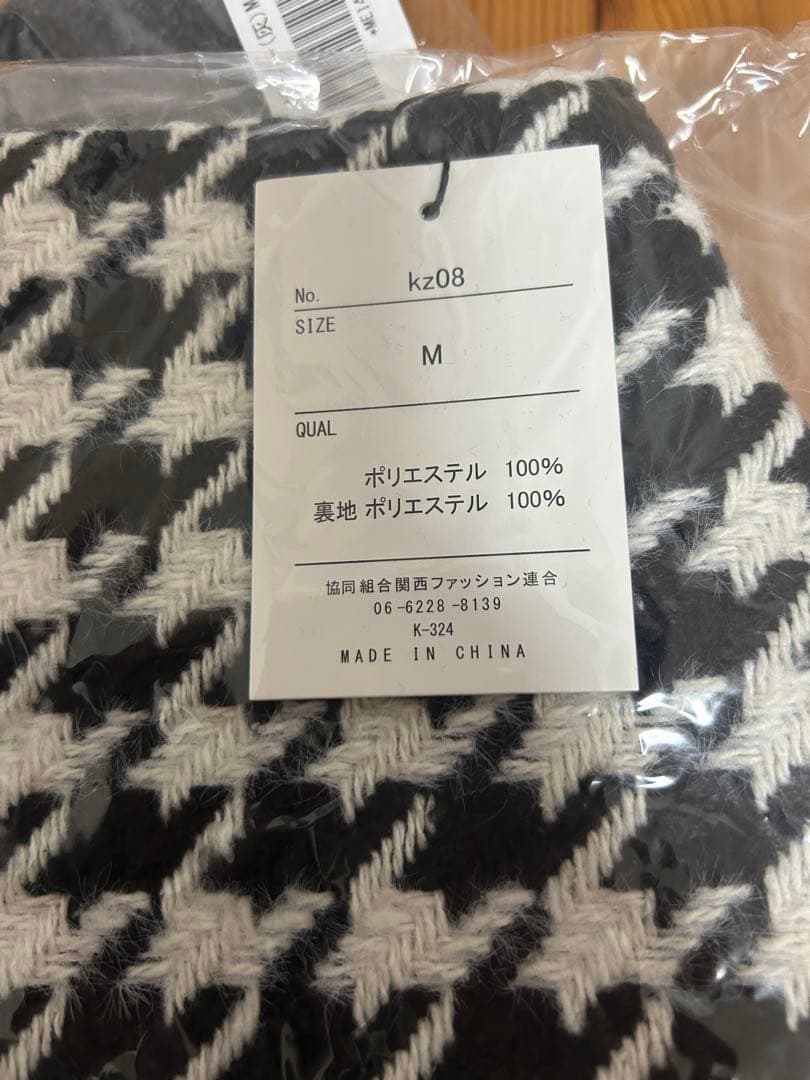 (灰) M
*E14
No. kz08
SIZE
M
QUAL
ポリエステル 100%
裏地 ポリエステル 100%
協同組合関西ファッション連合
06-6228-8139
K-324
MADE IN CHINA